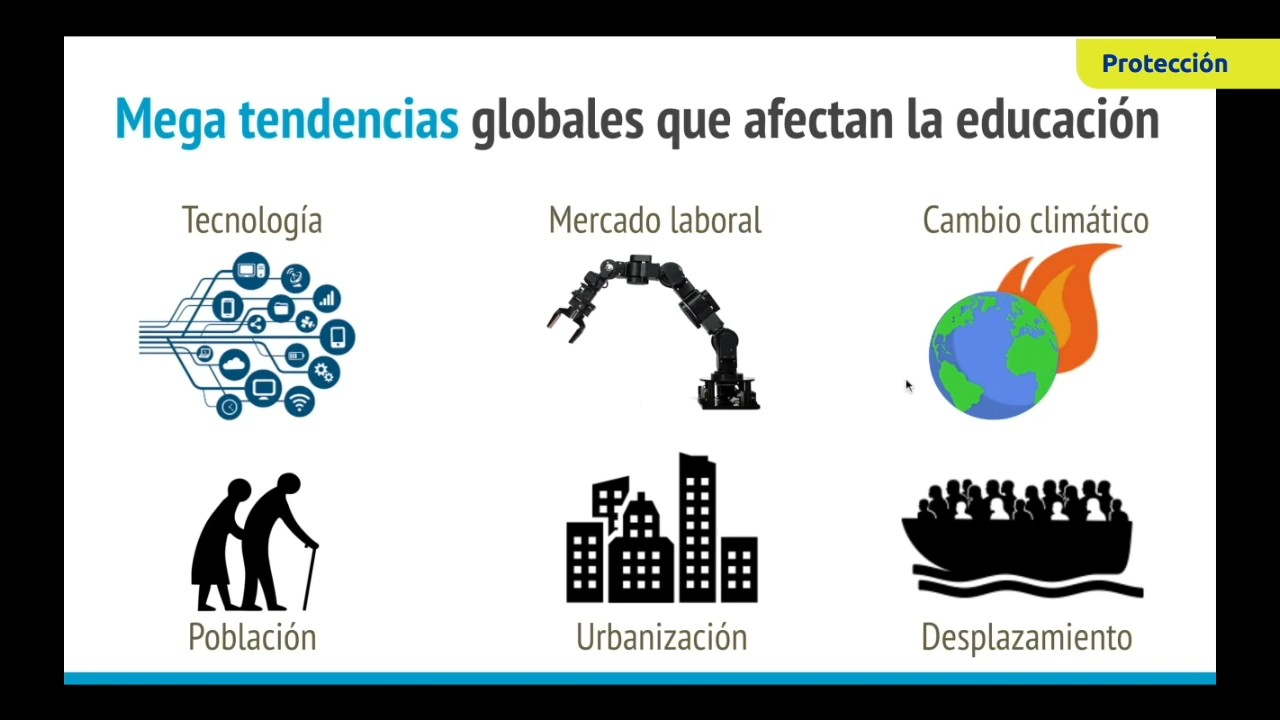 Protección
Mega tendencias globales que afectan la educación
Tecnología
Mercado laboral
Cambio climático
Población
Urbanización
Desplazamiento